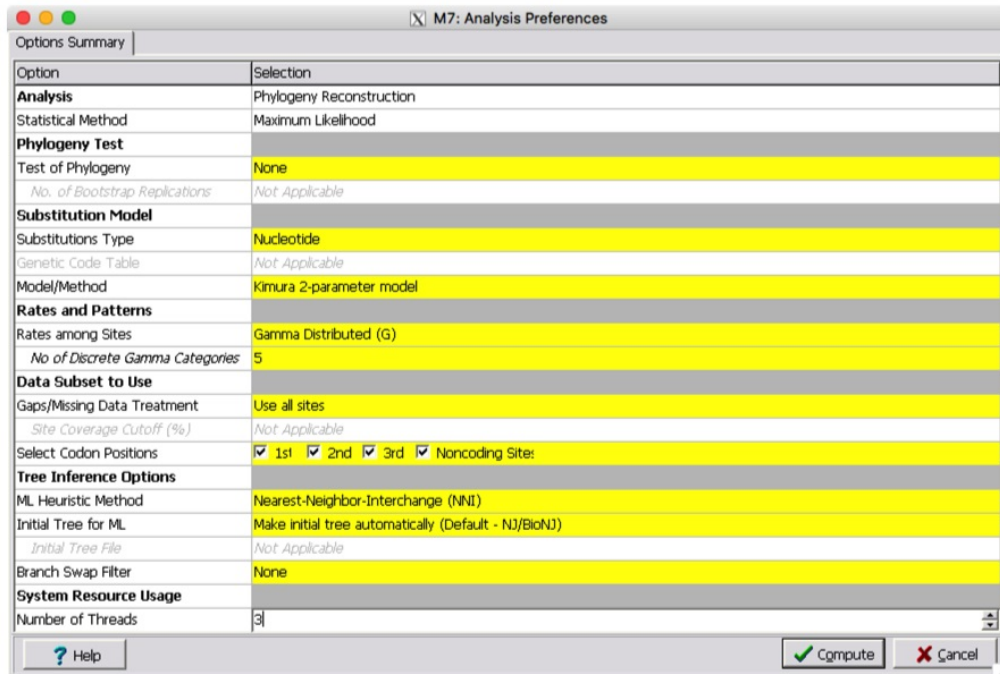 M7: Analysis Preferences
Options Summary
Option Selection
Analysis Phylogeny Reconstruction
Statistical Method Maximum Likelihood
Phylogeny Test
Test of Phylogeny None
No. of Bootstrap Replications Not Applicable
Substitution Model
Substitutions Type Nucleotide
Genetic Code Table Not Applicable
Model/Method Kimura 2-parameter model
Rates and Patterns
Rates among Sites Gamma Distributed (G)
No of Discrete Gamma Categories 5
Data Subset to Use
Gaps/Missing Data Treatment Use all sites
Site Coverage Cutoff (%) Not Applicable
Select Codon Positions 1st 2nd 3rd Noncoding Sites
Tree Inference Options
ML Heuristic Method Nearest-Neighbor-Interchange (NNI)
Initial Tree for ML Make initial tree automatically (Default - NJ/BioNJ)
Initial Tree File Not Applicable
Branch Swap Filter None
System Resource Usage
Number of Threads 3
? Help Compute Cancel